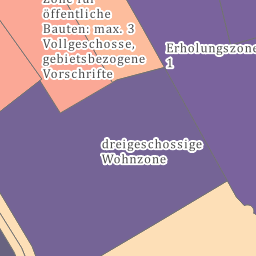 Zone für
öffentliche
Bauten: max. 3
Vollgeschosse,
gebietsbezogene
Vorschrifte
Erholungszone
1
dreigeschossige
Wohnzone